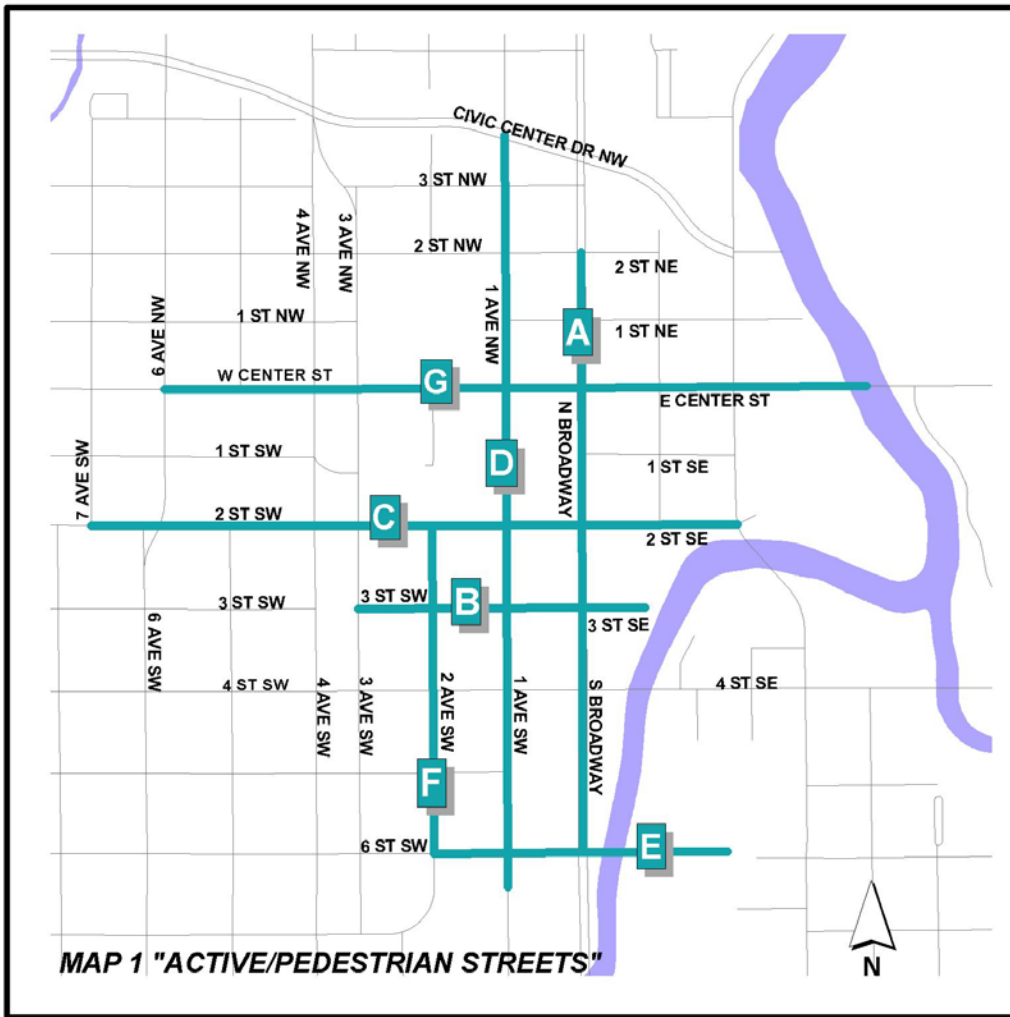 CIVIC CENTER DR NW
3 ST NW
4 AVE NW
3 AVE NW
2 ST NW
2 ST NE
1 AVE NW
6 AVE NW
1 ST NW
A
1 ST NE
W CENTER ST
G
E CENTER ST
N BROADWAY
7 AVE SW
1 ST SW
D
1 ST SE
2 ST SW
C
2 ST SE
3 ST SW
3 ST SW
B
3 ST SE
6 AVE SW
4 ST SW
4 AVE SW
3 AVE SW
2 AVE SW
1 AVE SW
S BROADWAY
4 ST SE
F
6 ST SW
E
MAP 1 "ACTIVE/PEDESTRIAN STREETS"
N